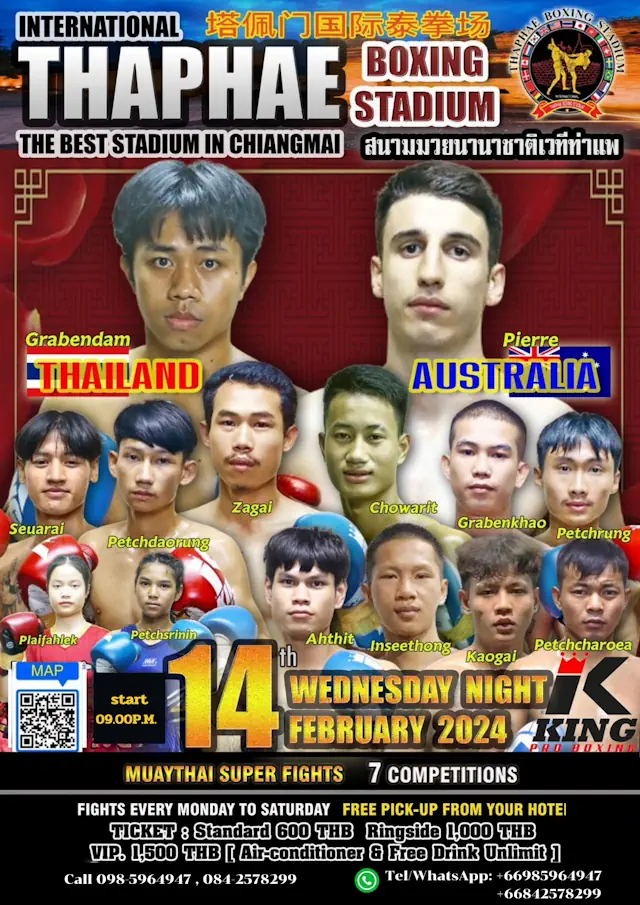 INTERNATIONAL 塔佩门国际泰拳场
THAPHAE BOXING STADIUM
THAPHAE BOXING STADIUM
THE BEST STADIUM IN CHIANGMAI สนามมวยนานาชาติเวทีท่าแพ
Grabendam
THAILAND
Pierre
AUSTRALIA
Seuarai
Petchdaorung
Zagai
Chowarit
Grabenkhao
Petchrung
Plaifahlek
Petchsrinin
Ahthit
Inseethong
Kaogai
Petchcharoea
MAP
start
09.00P.M.
14th
WEDNESDAY NIGHT
FEBRUARY 2024
K
KING
PRO BOXING
MUAYTHAI SUPER FIGHTS 7 COMPETITIONS
FIGHTS EVERY MONDAY TO SATURDAY FREE PICK-UP FROM YOUR HOTEl
TICKET : Standard 600 THB Ringside 1,000 THB
VIP. 1,500 THB [ Air-conditioner & Free Drink Unlimit ]
Call 098-5964947 , 084-2578299
Tel/WhatsApp: +66985964947
+66842578299